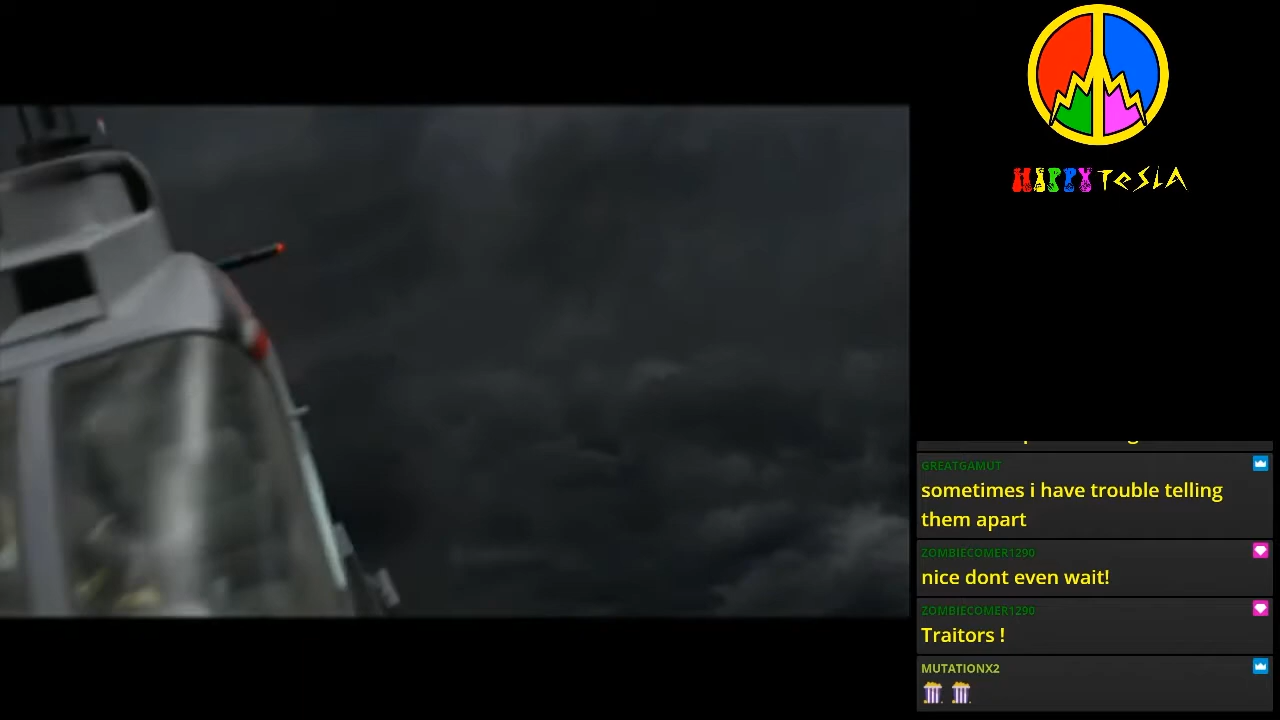 HAPPYTESLA
GREATGAMUT
sometimes i have trouble telling
them apart
ZOMBIECOMER1290
nice dont even wait!
ZOMBIECOMER1290
Traitors !
MUTATIONX2